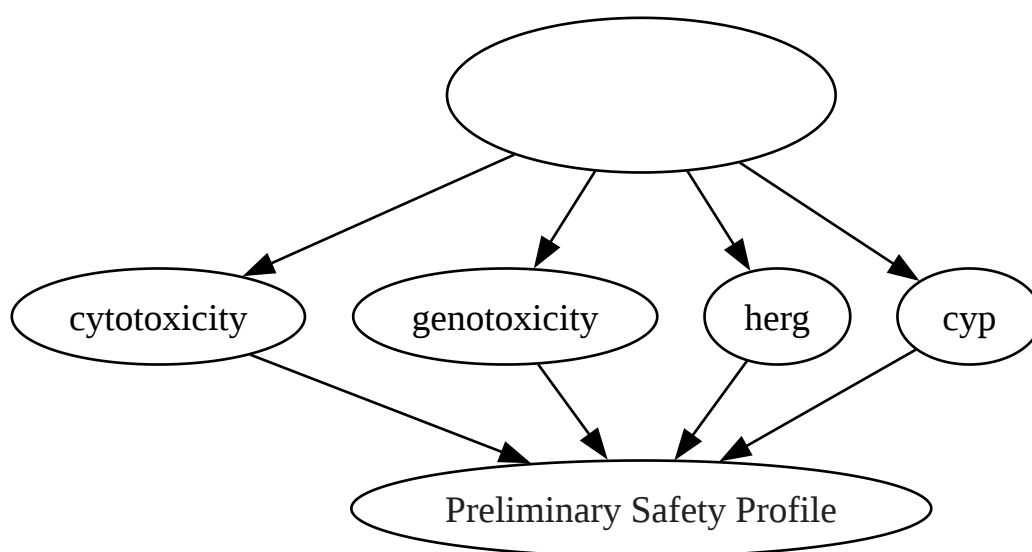 cytotoxicity
genotoxicity
herg
cyp
Preliminary Safety Profile